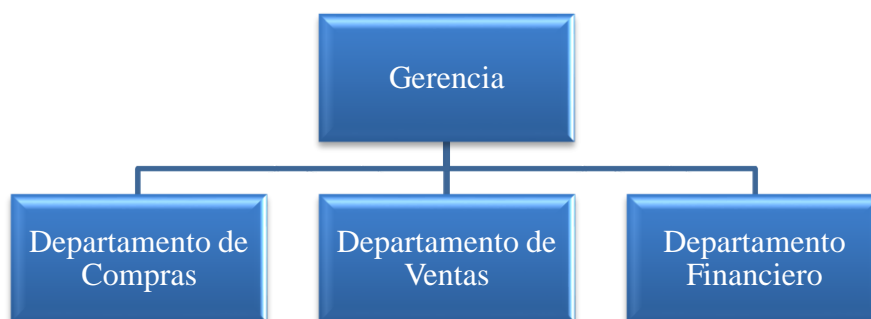 Gerencia
Departamento de
Compras
Departamento de
Ventas
Departamento
Financiero